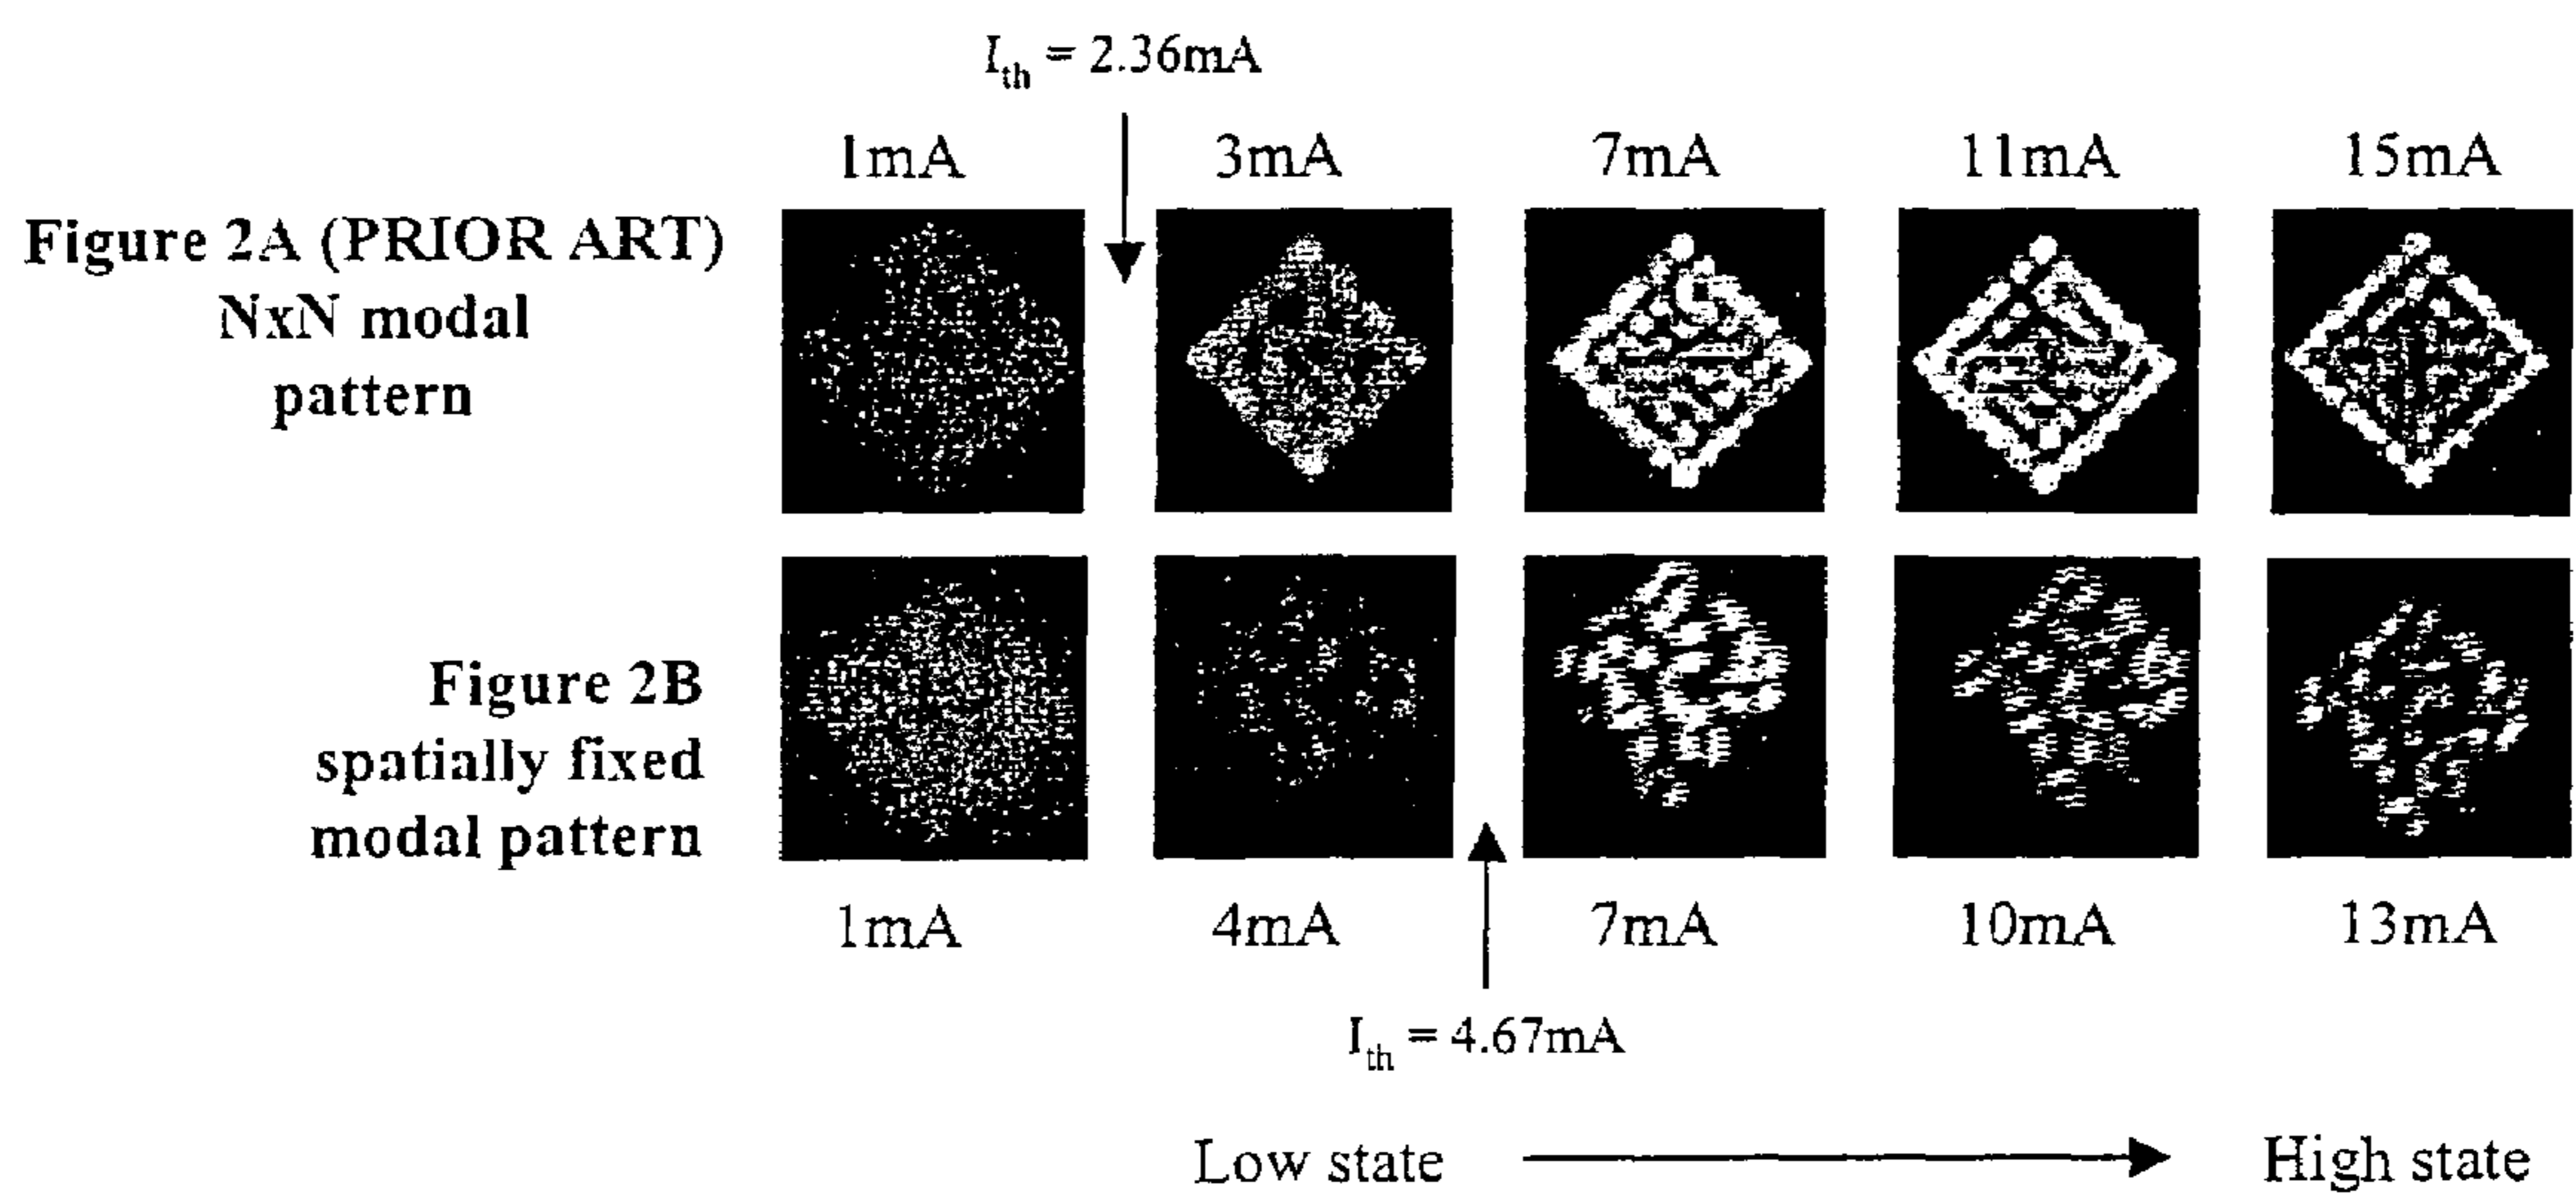 I_th = 2.36mA
1mA 3mA 7mA 11mA 15mA
Figure 2A (PRIOR ART)
NxN modal
pattern
Figure 2B
spatially fixed
modal pattern
1mA 4mA 7mA 10mA 13mA
I_th = 4.67mA
Low state High state